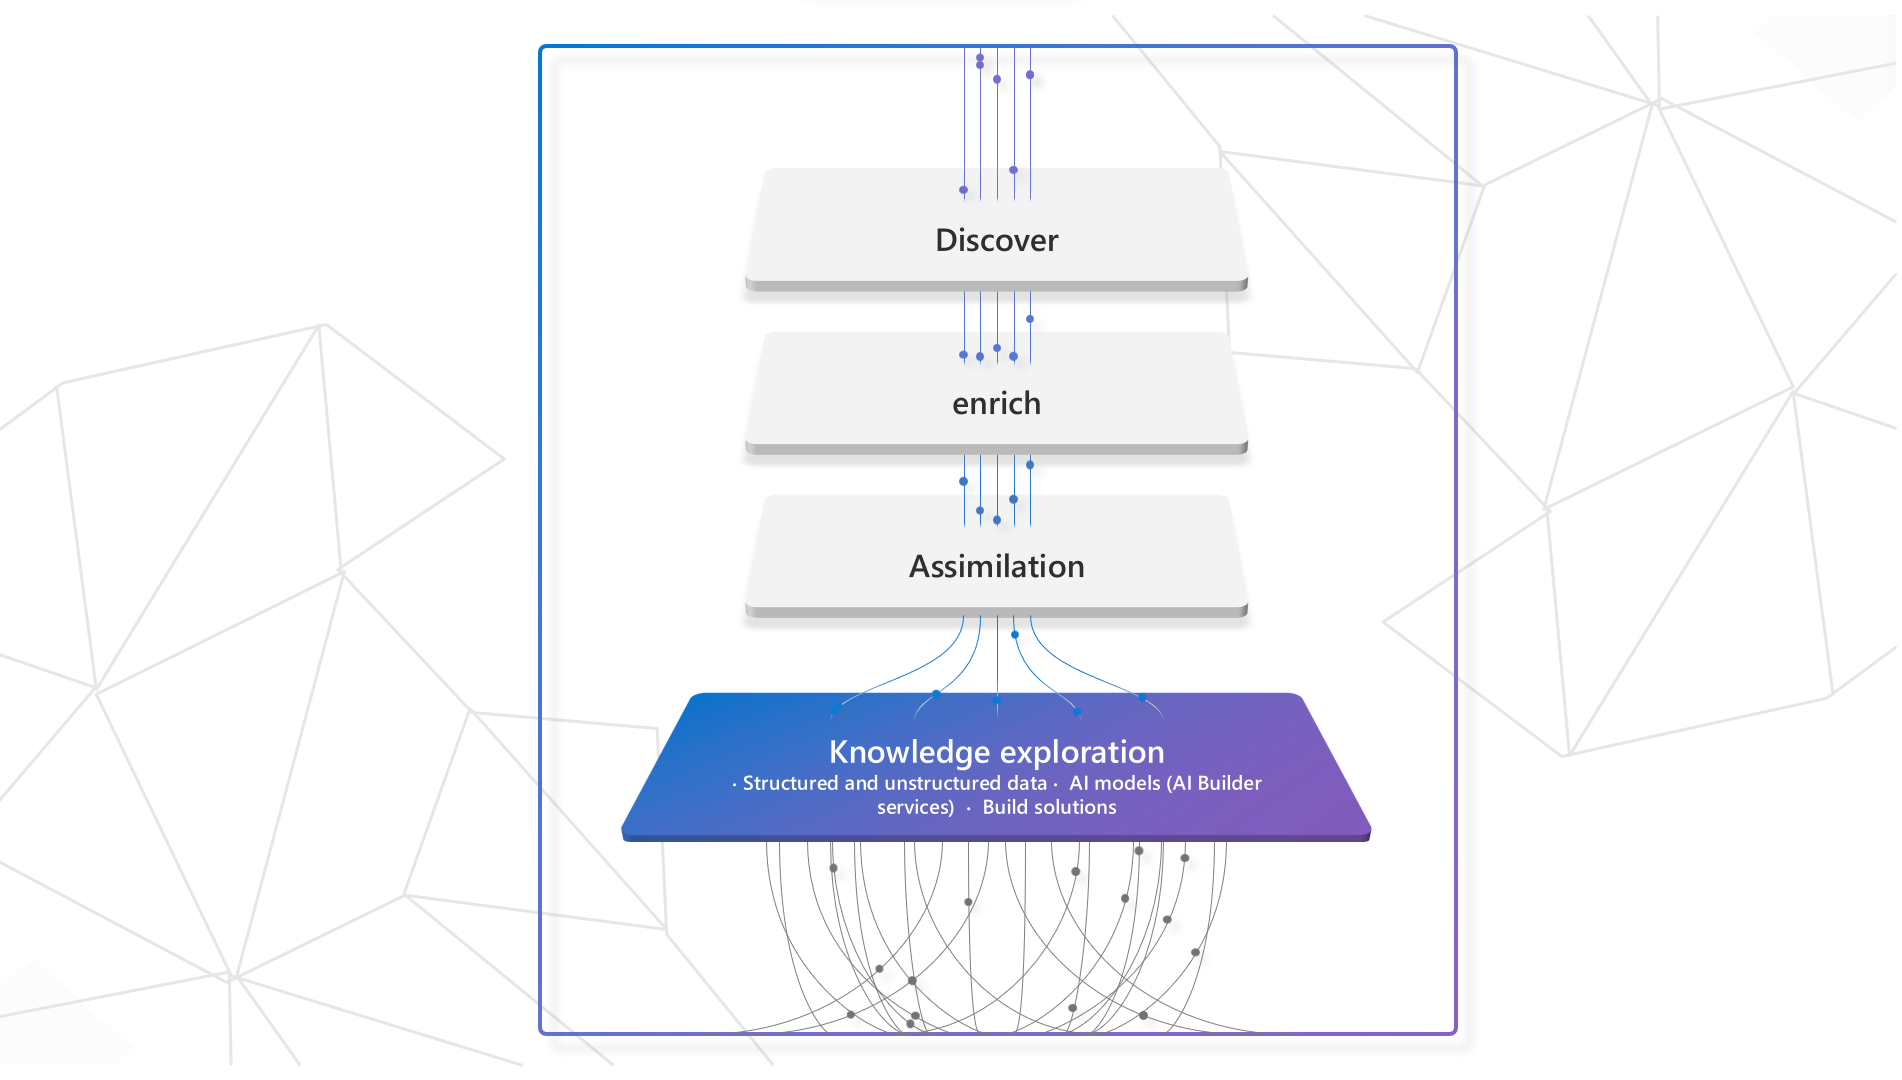 Discover
enrich
Assimilation
Knowledge exploration
· Structured and unstructured data · AI models (AI Builder
services) · Build solutions